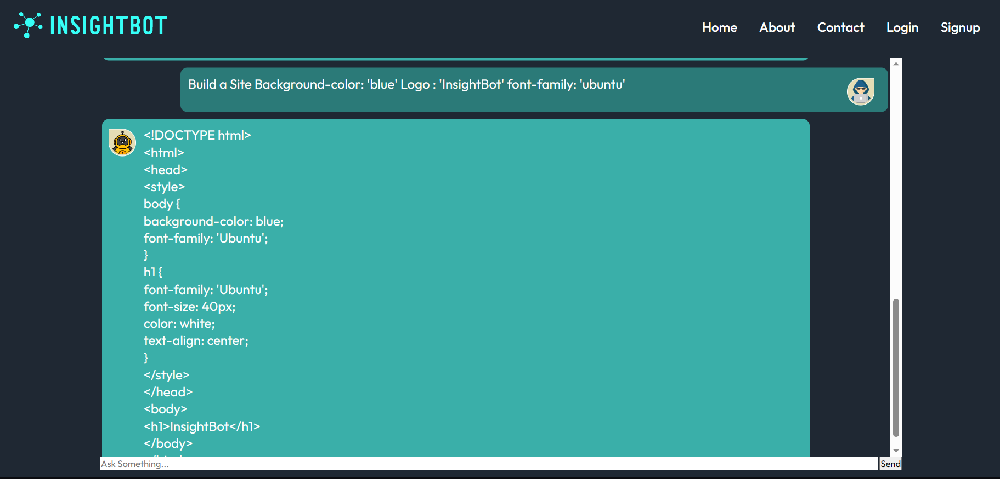 INSIGHTBOT
Home About Contact Login Signup
Build a Site Background-color: 'blue' Logo : 'InsightBot' font-family: 'ubuntu'
<!DOCTYPE html>
<html>
<head>
<style>
body {
background-color: blue;
font-family: 'Ubuntu';
}
h1 {
font-family: 'Ubuntu';
font-size: 40px;
color: white;
text-align: center;
}
</style>
</head>
<body>
<h1>InsightBot</h1>
</body>
Ask Something...
Send